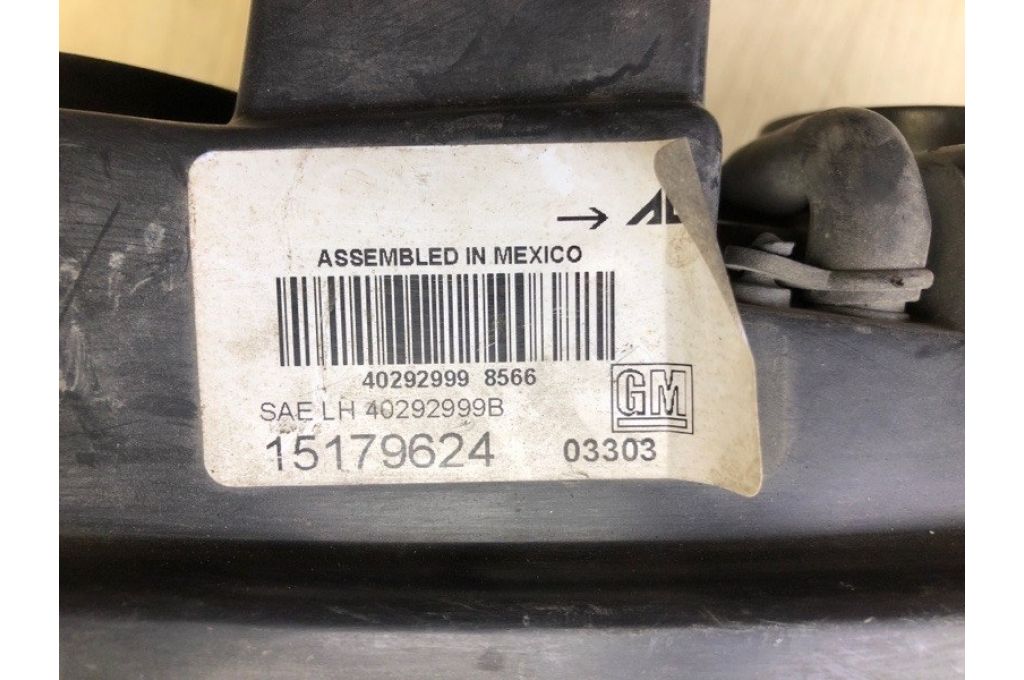 ASSEMBLED IN MEXICO
40292999 8566
SAE LH 40292999B
GM
15179624 03303